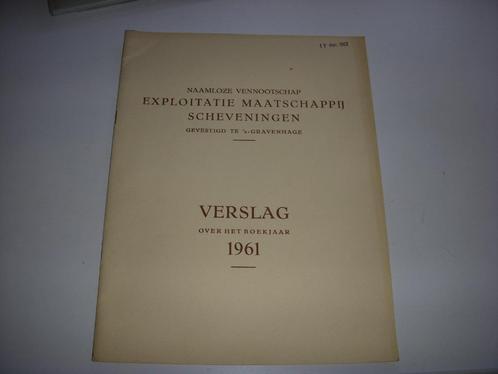 NAAMLOZE VENNOOTSCHAP
EXPLOITATIE MAATSCHAPPIJ
SCHEVENINGEN
GEVESTIGD TE 's-GRAVENHAGE
VERSLAG
OVER HET BOEKJAAR
1961